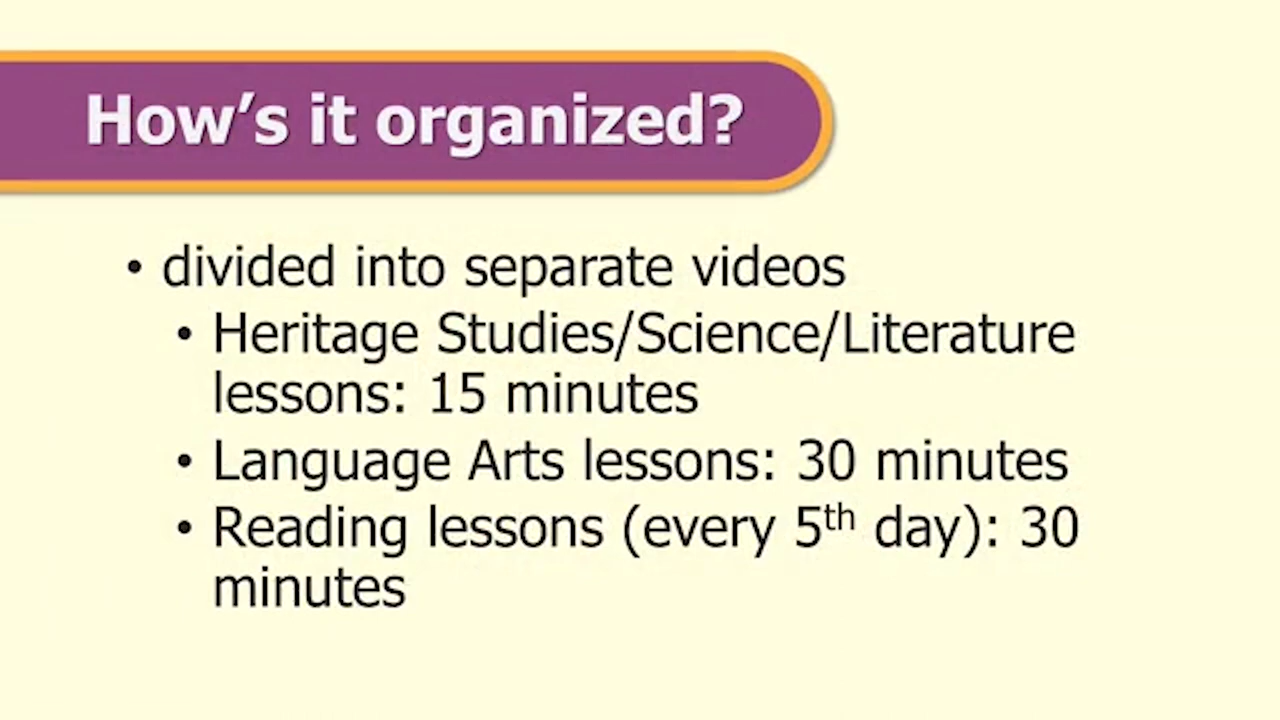 How’s it organized?
• divided into separate videos
• Heritage Studies/Science/Literature
lessons: 15 minutes
• Language Arts lessons: 30 minutes
• Reading lessons (every 5th day): 30
minutes